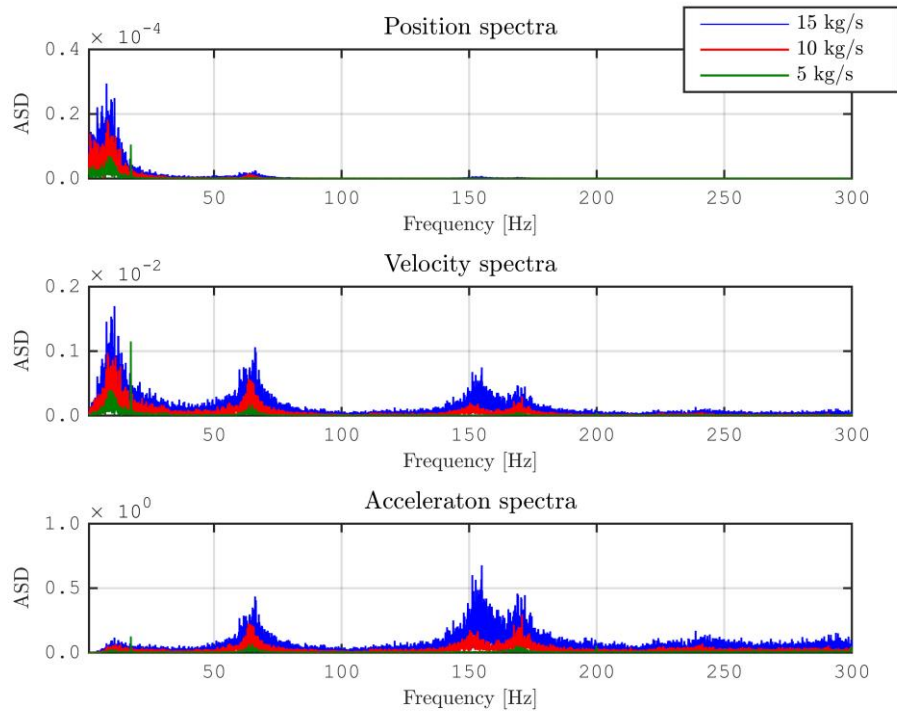 Position spectra
15 kg/s
10 kg/s
5 kg/s
× 10^-4
0.4
0.2
0.0
ASD
50 100 150 200 250 300
Frequency [Hz]
Velocity spectra
× 10^-2
0.2
0.1
0.0
ASD
50 100 150 200 250 300
Frequency [Hz]
Acceleraton spectra
× 10^0
1.0
0.5
0.0
ASD
50 100 150 200 250 300
Frequency [Hz]